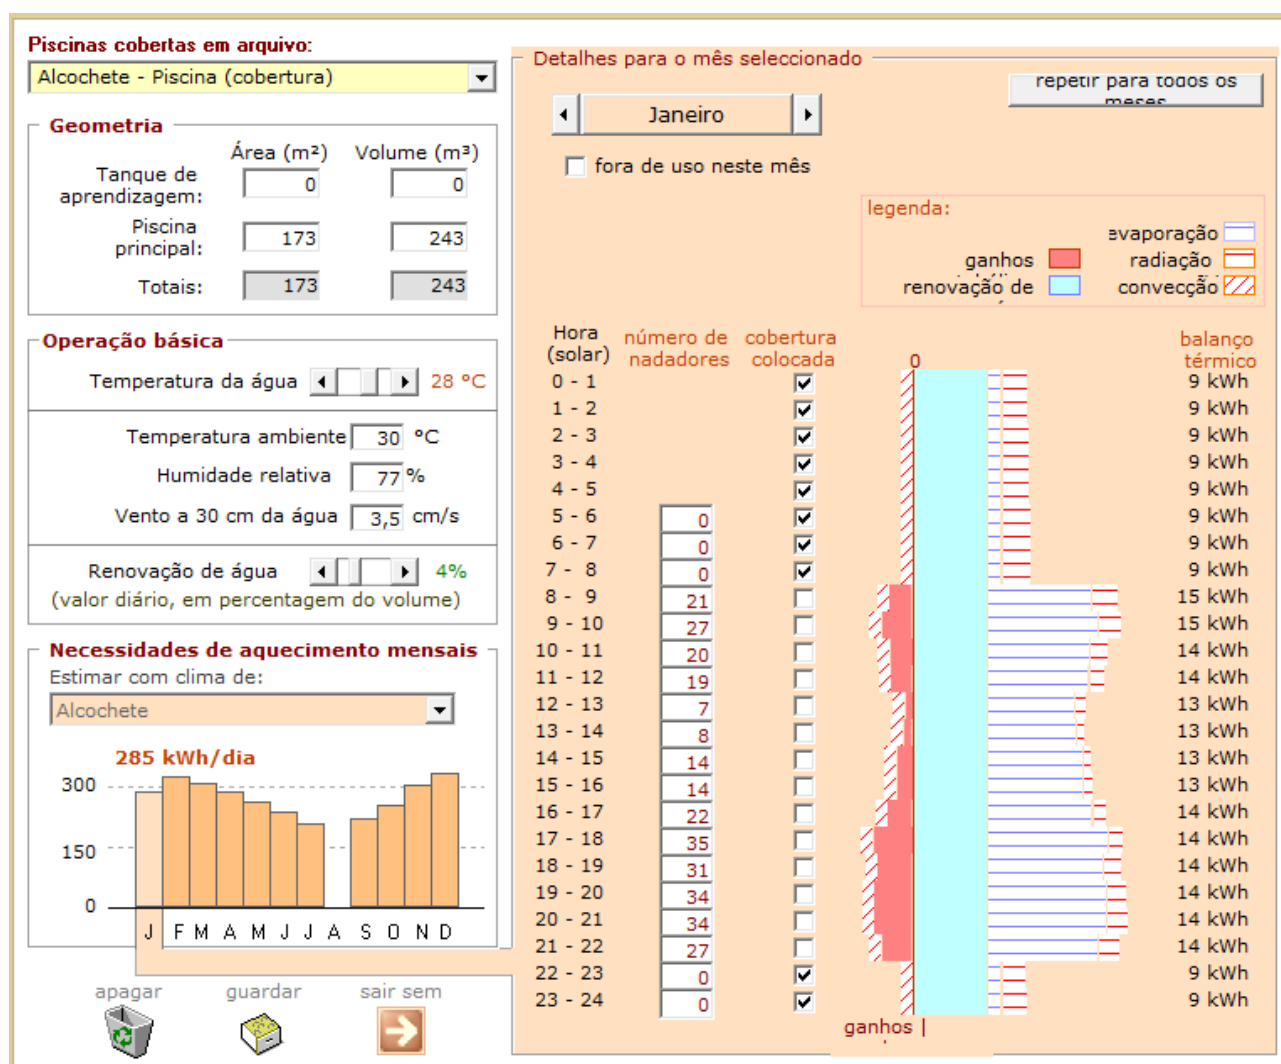 Piscinas cobertas em arquivo:
Alcochete - Piscina (cobertura)
Geometria
Área (m²) Volume (m³)
Tanque de aprendizagem: 0 0
Piscina principal: 173 243
Totais: 173 243
Operação básica
Temperatura da água 28 °C
Temperatura ambiente 30 °C
Humidade relativa 77 %
Vento a 30 cm da água 3,5 cm/s
Renovação de água 4%
(valor diário, em percentagem do volume)
Necessidades de aquecimento mensais
Estimar com clima de:
Alcochete
285 kWh/dia
300
150
0
J F M A M J J A S O N D
apagar guardar sair sem
Detalhes para o mês seleccionado
repetir para todos os meses
Janeiro
fora de uso neste mês
legenda:
evaporação
ganhos radiação
renovação de convecção
Hora (solar) número de nadadores cobertura colocada 0 balanço térmico
0 - 1 9 kWh
1 - 2 9 kWh
2 - 3 9 kWh
3 - 4 9 kWh
4 - 5 9 kWh
5 - 6 0 9 kWh
6 - 7 0 9 kWh
7 - 8 0 9 kWh
8 - 9 21 15 kWh
9 - 10 27 15 kWh
10 - 11 20 14 kWh
11 - 12 19 14 kWh
12 - 13 7 13 kWh
13 - 14 8 13 kWh
14 - 15 14 13 kWh
15 - 16 14 13 kWh
16 - 17 22 14 kWh
17 - 18 35 14 kWh
18 - 19 31 14 kWh
19 - 20 34 14 kWh
20 - 21 34 14 kWh
21 - 22 27 14 kWh
22 - 23 0 9 kWh
23 - 24 0 9 kWh
ganhos |